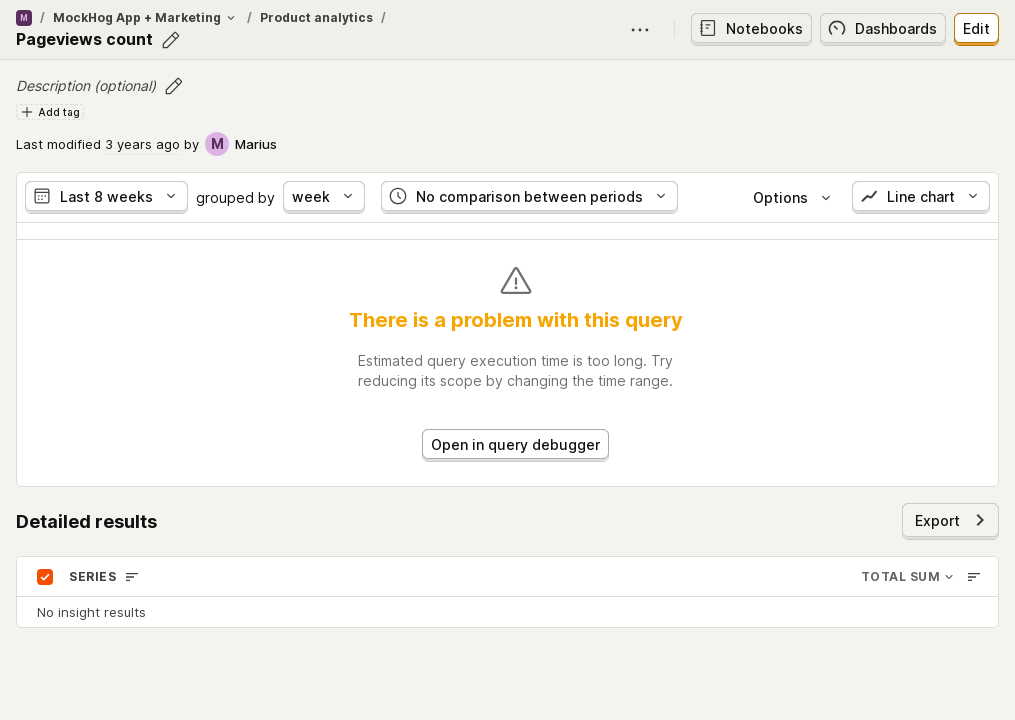 M / MockHog App + Marketing / Product analytics /
Pageviews count
Notebooks Dashboards Edit
Description (optional)
Add tag
Last modified 3 years ago by M Marius
Last 8 weeks grouped by week No comparison between periods Options Line chart
There is a problem with this query
Estimated query execution time is too long. Try
reducing its scope by changing the time range.
Open in query debugger
Detailed results
Export
SERIES TOTAL SUM
No insight results